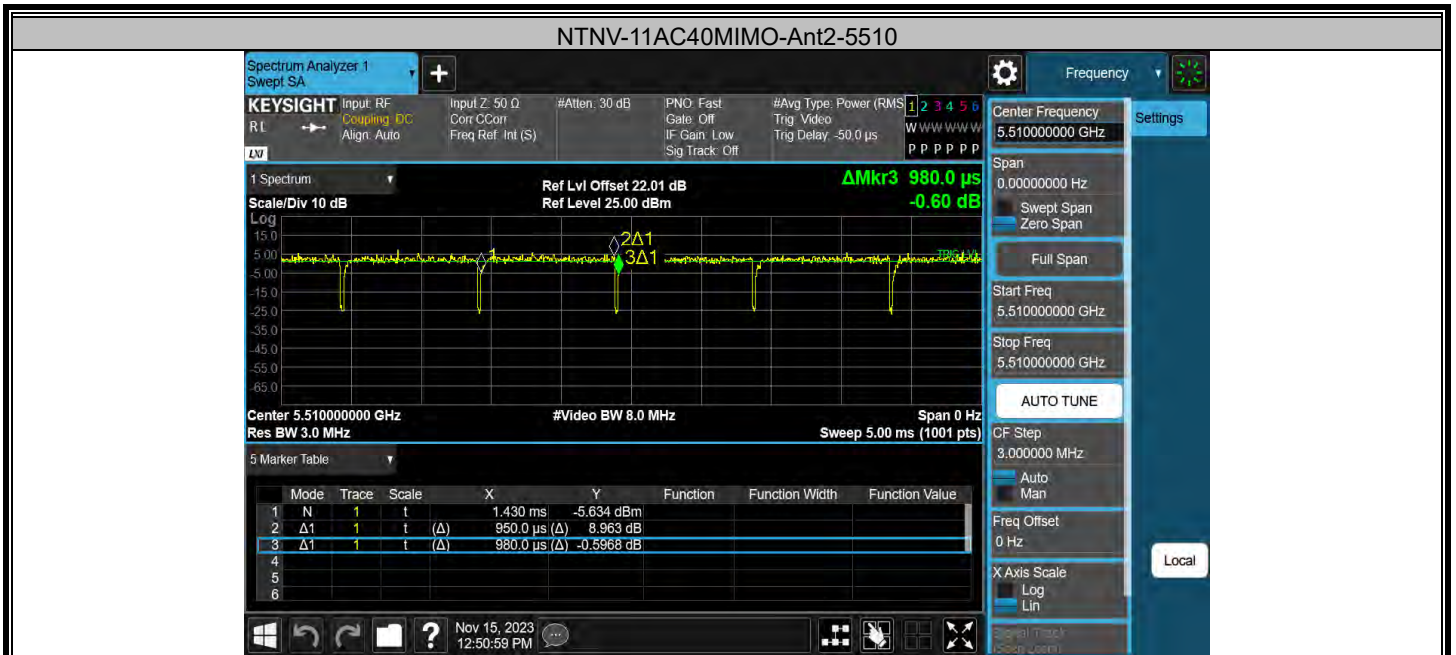 NTNV-11AC40MIMO-Ant2-5510
Spectrum Analyzer 1
Swept SA
+
Frequency
KEYSIGHT
RL
LXI
Input: RF
Coupling: DC
Align: Auto
Input Z: 50 Ω
Corr CCorr
Freq Ref: Int (S)
#Atten: 30 dB
PNO: Fast
Gate: Off
IF Gain: Low
Sig Track: Off
#Avg Type: Power (RMS
Trig: Video
Trig Delay: -50.0 µs
1 2 3 4 5 6
W W W W W W
P P P P P P
1 Spectrum
Scale/Div 10 dB
Ref Lvl Offset 22.01 dB
Ref Level 25.00 dBm
ΔMkr3 980.0 µs
-0.60 dB
Log
15.0
5.00
-5.00
-15.0
-25.0
-35.0
-45.0
-55.0
-65.0
1
2Δ1
3Δ1
TRIG LVL
Center 5.510000000 GHz
#Video BW 8.0 MHz
Span 0 Hz
Res BW 3.0 MHz
Sweep 5.00 ms (1001 pts)
5 Marker Table
Mode Trace Scale X Y Function Function Width Function Value
1 N 1 t 1.430 ms -5.634 dBm
2 Δ1 1 t (Δ) 950.0 µs (Δ) 8.963 dB
3 Δ1 1 t (Δ) 980.0 µs (Δ) -0.5968 dB
4
5
6
Nov 15, 2023
12:50:59 PM
?
Center Frequency
5.510000000 GHz
Settings
Span
0.00000000 Hz
Swept Span
Zero Span
Full Span
Start Freq
5.510000000 GHz
Stop Freq
5.510000000 GHz
AUTO TUNE
CF Step
3.000000 MHz
Auto
Man
Freq Offset
0 Hz
X Axis Scale
Log
Lin
Signal Track
(Span Zoom)
Local